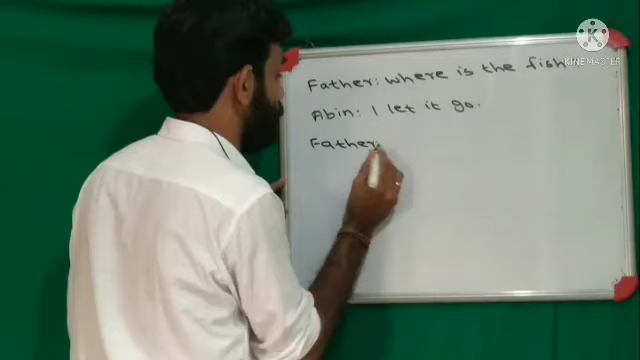 Father: where is the fish
Abin: I let it go.
Father
K
KINEMASTER